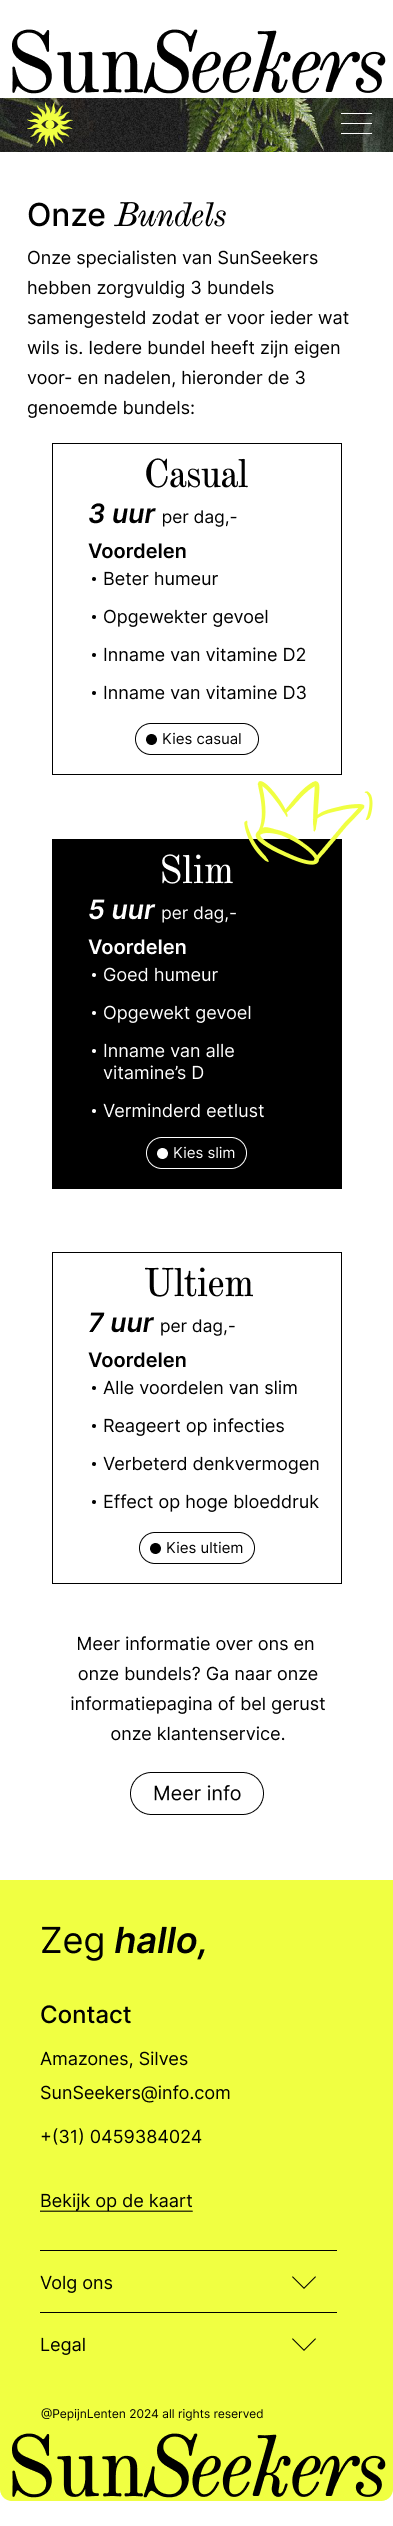 SunSeekers
Onze Bundels
Onze specialisten van SunSeekers
hebben zorgvuldig 3 bundels
samengesteld zodat er voor ieder wat
wils is. Iedere bundel heeft zijn eigen
voor- en nadelen, hieronder de 3
genoemde bundels:
Casual
3 uur per dag,-
Voordelen
• Beter humeur
• Opgewekter gevoel
• Inname van vitamine D2
• Inname van vitamine D3
Kies casual
Slim
5 uur per dag,-
Voordelen
• Goed humeur
• Opgewekt gevoel
• Inname van alle
vitamine’s D
• Verminderd eetlust
Kies slim
Ultiem
7 uur per dag,-
Voordelen
• Alle voordelen van slim
• Reageert op infecties
• Verbeterd denkvermogen
• Effect op hoge bloeddruk
Kies ultiem
Meer informatie over ons en
onze bundels? Ga naar onze
informatiepagina of bel gerust
onze klantenservice.
Meer info
Zeg hallo,
Contact
Amazones, Silves
SunSeekers@info.com
+(31) 0459384024
Bekijk op de kaart
Volg ons
Legal
@PepijnLenten 2024 all rights reserved
SunSeekers